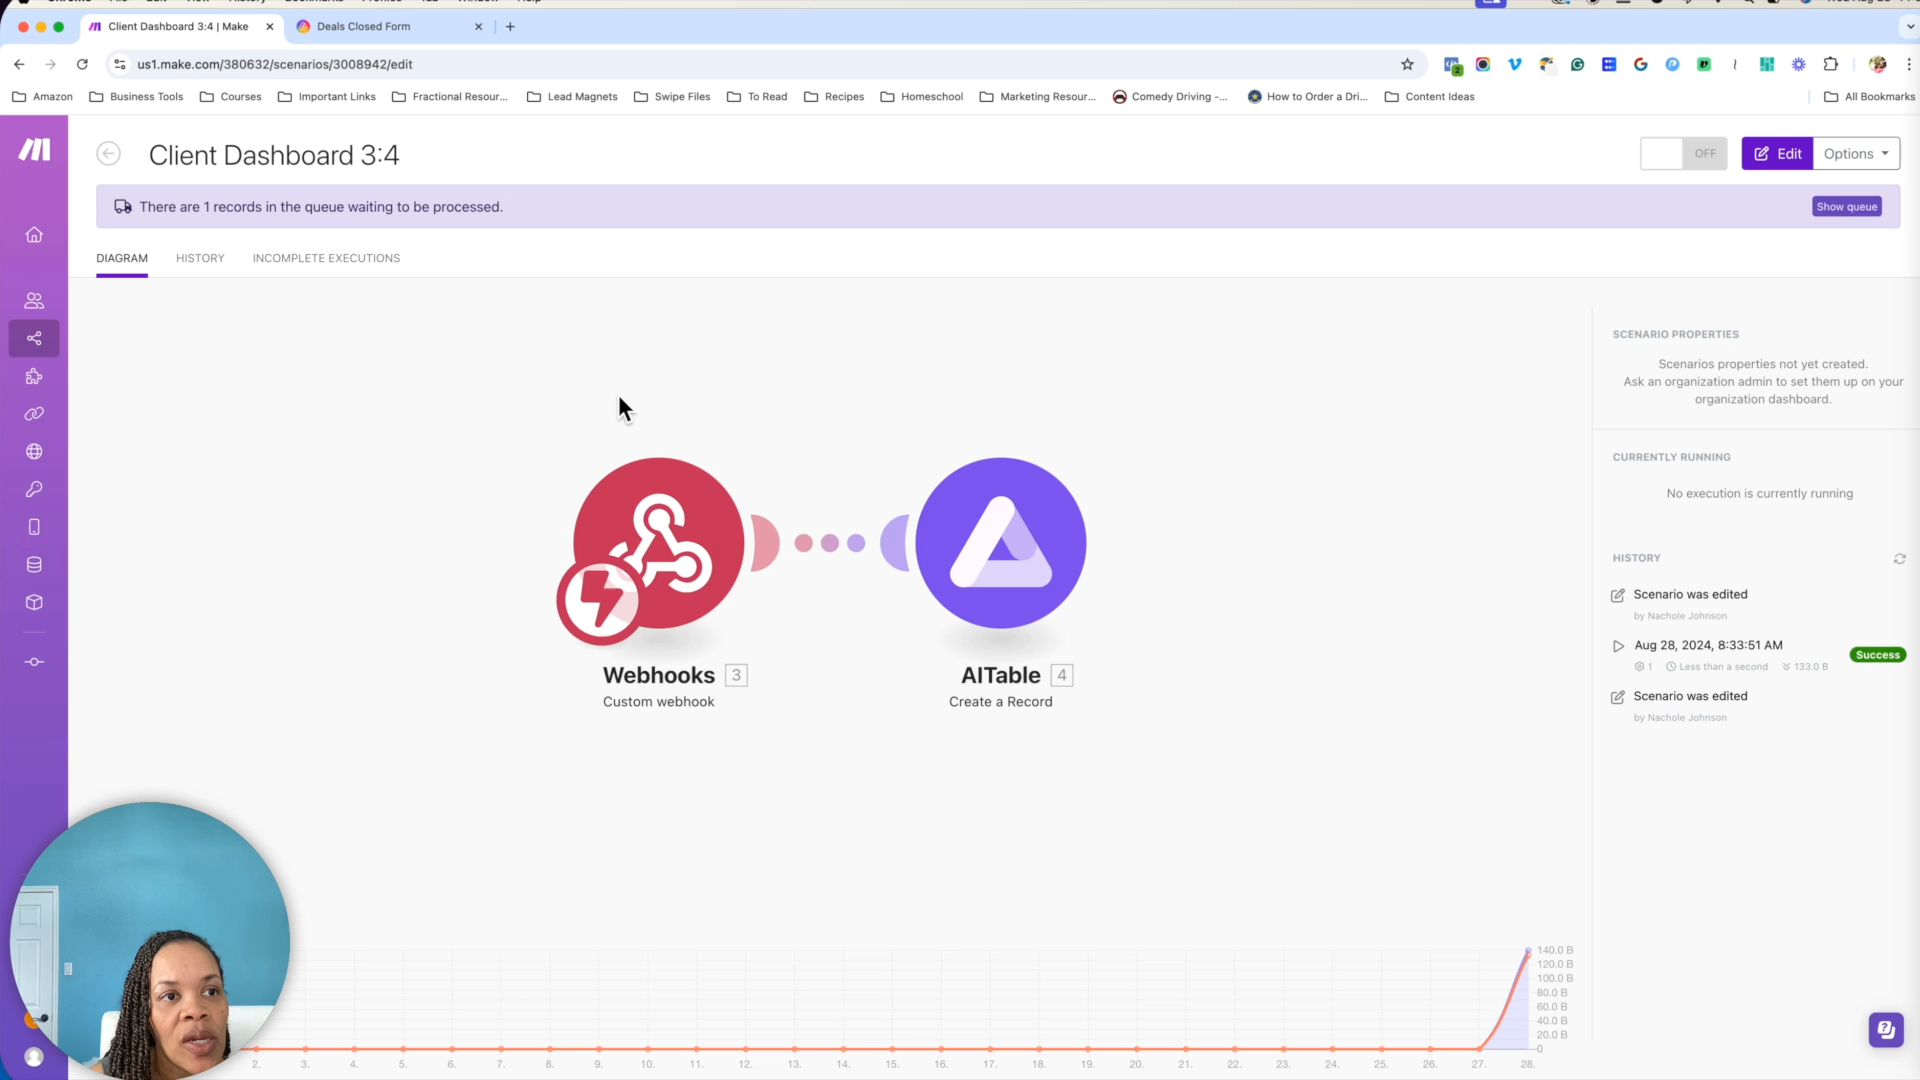 Client Dashboard 3:4 | Make
Deals Closed Form
us1.make.com/380632/scenarios/3008942/edit
2
Amazon
Business Tools
Courses
Important Links
Fractional Resour...
Lead Magnets
Swipe Files
To Read
Recipes
Homeschool
Marketing Resour...
Comedy Driving -...
How to Order a Dri...
Content Ideas
All Bookmarks
Client Dashboard 3:4
OFF
Edit
Options
There are 1 records in the queue waiting to be processed.
Show queue
DIAGRAM
HISTORY
INCOMPLETE EXECUTIONS
SCENARIO PROPERTIES
Scenarios properties not yet created.
Ask an organization admin to set them up on your
organization dashboard.
CURRENTLY RUNNING
No execution is currently running
HISTORY
Scenario was edited
by Nachole Johnson
Aug 28, 2024, 8:33:51 AM
1 Less than a second 133.0 B
Success
Scenario was edited
by Nachole Johnson
Webhooks 3
Custom webhook
AITable 4
Create a Record
140.0 B
120.0 B
100.0 B
80.0 B
60.0 B
40.0 B
20.0 B
0
2. 3. 4. 5. 6. 7. 8. 9. 10. 11. 12. 13. 14. 15. 16. 17. 18. 19. 20. 21. 22. 23. 24. 25. 26. 27. 28.